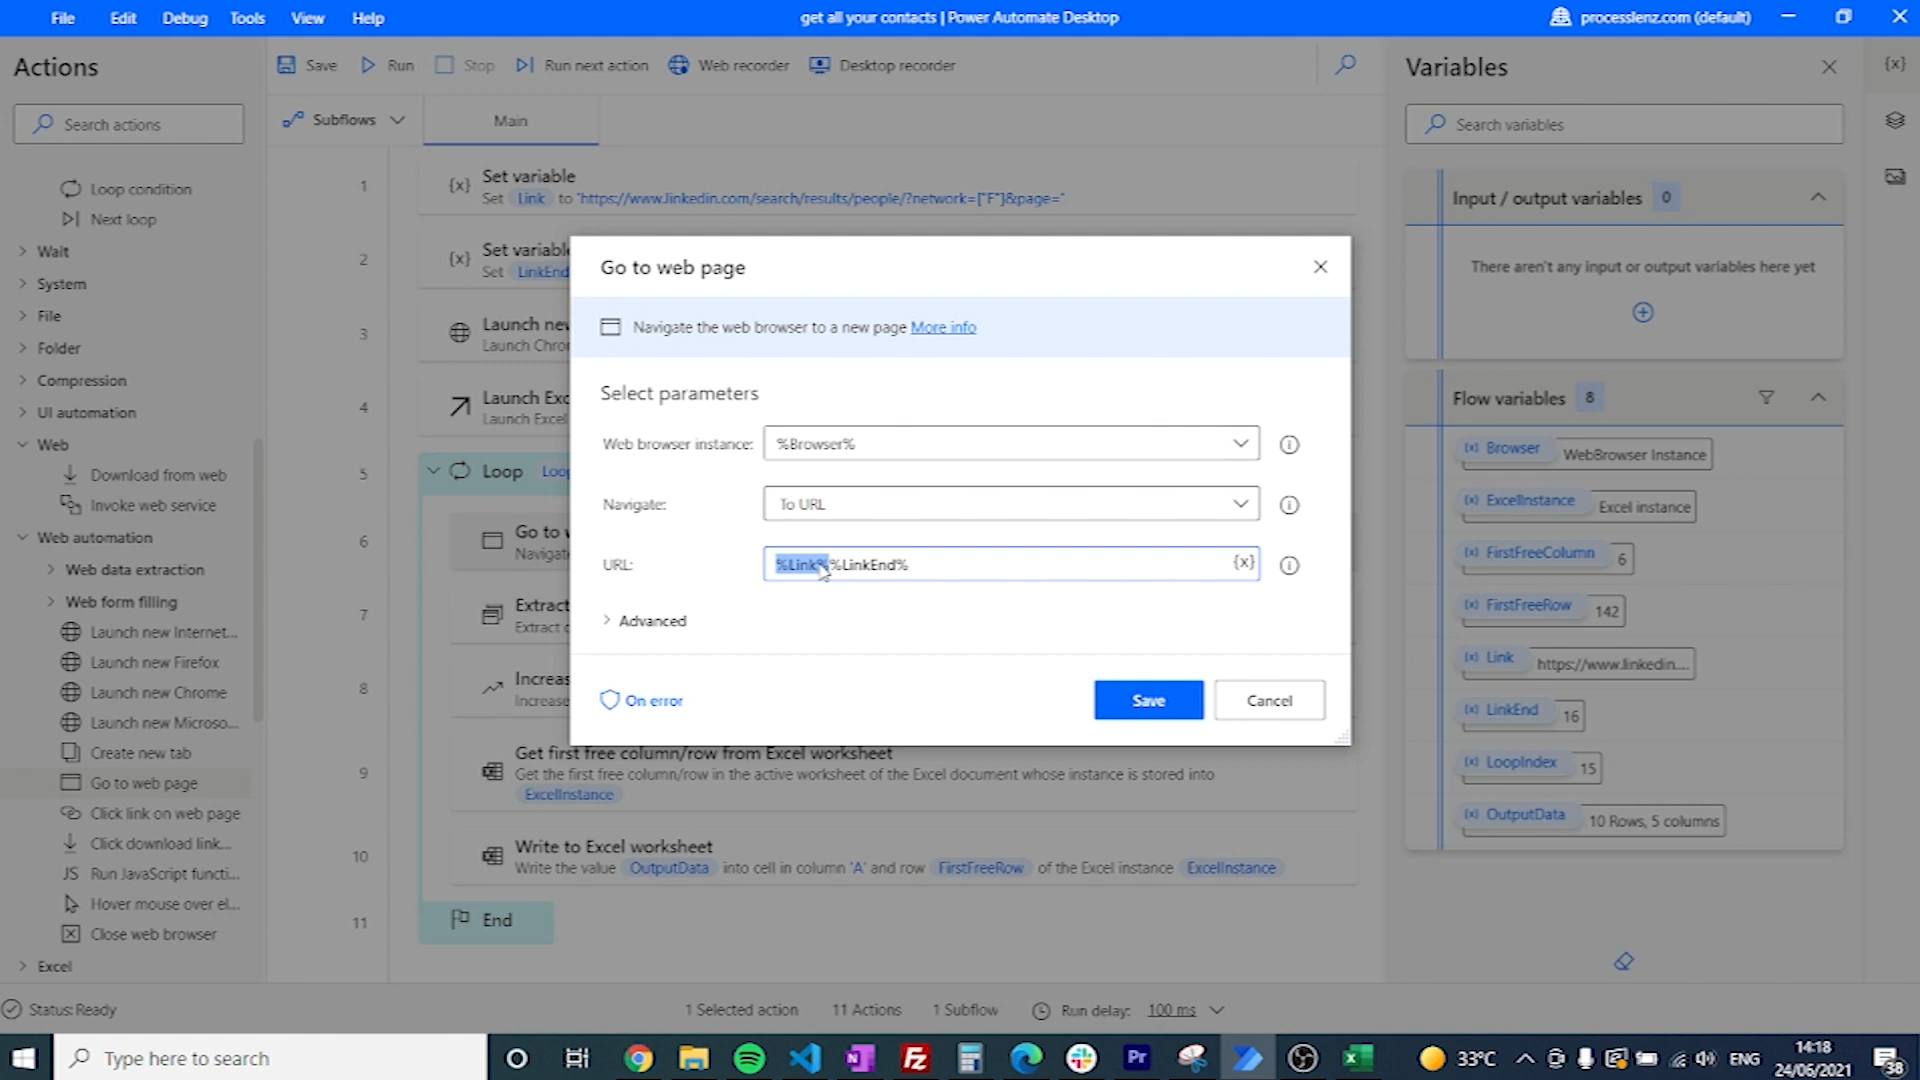 File Edit Debug Tools View Help
get all your contacts | Power Automate Desktop
processlenz.com (default)
Actions
Save Run Stop Run next action Web recorder Desktop recorder
Variables
{x}
Search actions
Subflows
Main
Search variables
Loop condition
Next loop
Wait
System
File
Folder
Compression
UI automation
Web
Download from web
Invoke web service
Web automation
Web data extraction
Web form filling
Launch new Internet...
Launch new Firefox
Launch new Chrome
Launch new Microso...
Create new tab
Go to web page
Click link on web page
Click download link...
JS Run JavaScript functi...
Hover mouse over el...
Close web browser
Excel
1
{x} Set variable
Set Link to 'https://www.linkedin.com/search/results/people/?network=["F"]&page='
2
{x} Set variable
Set LinkEnd
3
Launch new
Launch Chro
4
Launch Exc
Launch Excel
5
Loop Loo
6
Go to w
Navigate
7
Extract
Extract
8
Increas
Increase
9
Get first free column/row from Excel worksheet
Get the first free column/row in the active worksheet of the Excel document whose instance is stored into
ExcelInstance
10
Write to Excel worksheet
Write the value OutputData into cell in column 'A' and row FirstFreeRow of the Excel instance ExcelInstance
11
End
Go to web page
Navigate the web browser to a new page More info
Select parameters
Web browser instance: %Browser%
Navigate: To URL
URL: %Link%%LinkEnd% {x}
Advanced
On error
Save
Cancel
Input / output variables 0
There aren't any input or output variables here yet
Flow variables 8
(x) Browser WebBrowser Instance
(x) ExcelInstance Excel instance
(x) FirstFreeColumn 6
(x) FirstFreeRow 142
(x) Link https://www.linkedin....
(x) LinkEnd 16
(x) LoopIndex 15
(x) OutputData 10 Rows, 5 columns
Status: Ready
1 Selected action
11 Actions
1 Subflow
Run delay: 100 ms
Type here to search
33°C
ENG
14:18
24/06/2021
38